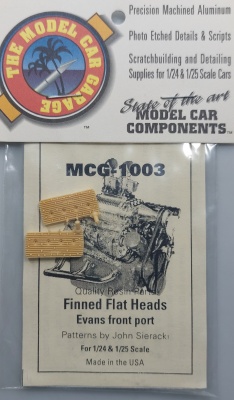 THE MODEL CAR GARAGE
TM
Precision Machined Aluminum
Photo Etched Details & Scripts
Scratchbuilding and Detailing
Supplies for 1/24 & 1/25 Scale Cars
State of the art
MODEL CAR
COMPONENTS™
MCG-1003
Quality Resin Parts
Finned Flat Heads
Evans front port
Patterns by John Sieracki
For 1/24 & 1/25 Scale
Made in the USA